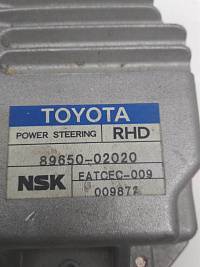 TOYOTA
POWER STEERING RHD
89650-02020
NSK EATCEC-009
009872